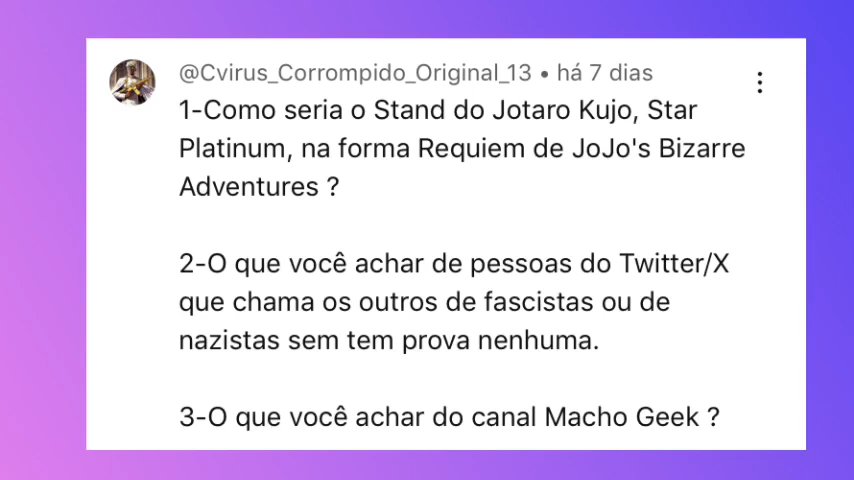 @Cvirus_Corrompido_Original_13 • há 7 dias
1-Como seria o Stand do Jotaro Kujo, Star
Platinum, na forma Requiem de JoJo's Bizarre
Adventures ?
2-O que você achar de pessoas do Twitter/X
que chama os outros de fascistas ou de
nazistas sem tem prova nenhuma.
3-O que você achar do canal Macho Geek ?